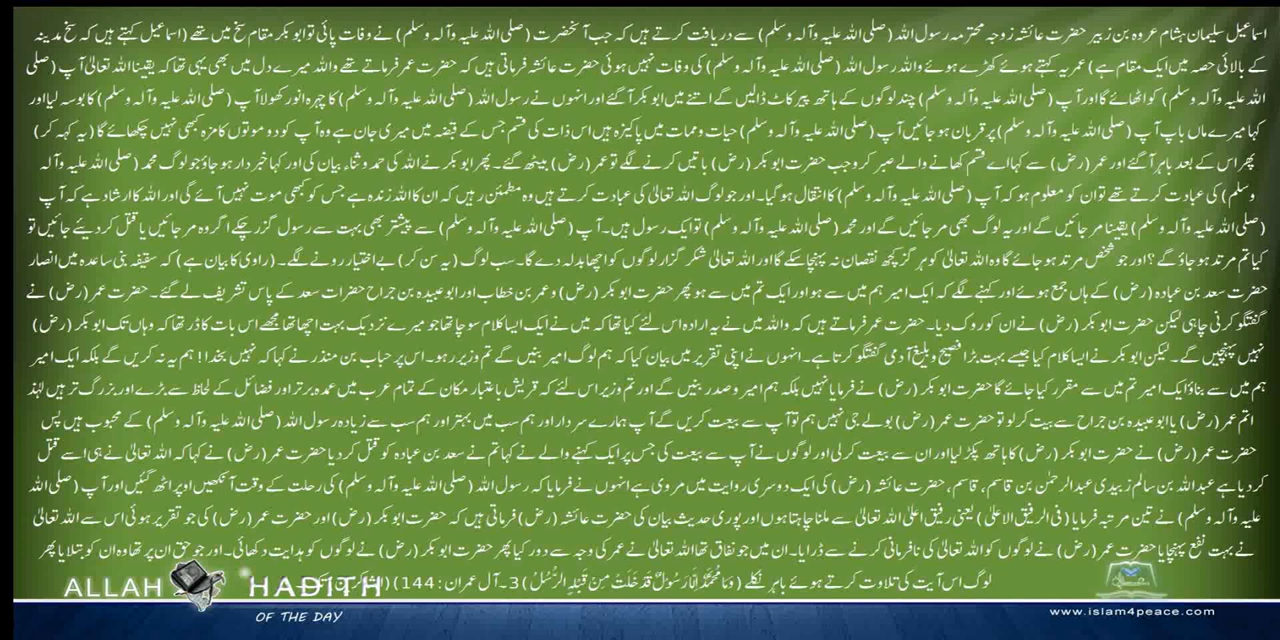 اسماعیل سلیمان ہشام عروہ بن زبیر حضرت عائشہ زوجہ محترمہ رسول اللہ (صلی اللہ علیہ وآلہ وسلم) سے دریافت کرتے ہیں کہ جب آنحضرت (صلی اللہ علیہ وآلہ وسلم) نے وفات پائی تو ابوبکر مقام سخ میں تھے (اسماعیل کہتے ہیں کہ سخ مدینہ
کے بالائی حصہ میں ایک مقام ہے) عمر یہ کہتے ہوئے کھڑے ہوئے واللہ رسول اللہ (صلی اللہ علیہ وآلہ وسلم) کی وفات نہیں ہوئی حضرت عائشہ فرماتی ہیں کہ حضرت عمر فرماتے تھے واللہ میرے دل میں بھی یہی تھا کہ یقینا اللہ تعالیٰ آپ (صلی
اللہ علیہ وآلہ وسلم) کو اٹھائے گا اور آپ (صلی اللہ علیہ وآلہ وسلم) چند لوگوں کے ہاتھ پیر کاٹ ڈالیں گے اتنے میں ابوبکر آگئے اور انہوں نے رسول اللہ (صلی اللہ علیہ وآلہ وسلم) کا چہرہ انور کھولا آپ (صلی اللہ علیہ وآلہ وسلم) کا بوسہ لیا اور
کہا میرے ماں باپ آپ (صلی اللہ علیہ وآلہ وسلم) پر قربان ہو جائیں آپ (صلی اللہ علیہ وآلہ وسلم) حیات و ممات میں پاکیزہ ہیں اس ذات کی قسم جس کے قبضہ میں میری جان ہے وہ آپ کو دو موتوں کا مزہ کبھی نہیں چکھائے گا (یہ کہہ کر)
پھر اس کے بعد باہر آگئے اور عمر (رض) سے کہا اے قسم کھانے والے صبر کر و جب حضرت ابوبکر (رض) باتیں کرنے لگے تو عمر (رض) بیٹھ گئے۔ پھر ابوبکر نے اللہ کی حمد و ثناء بیان کی اور کہا خبر دار ہو جاؤ جو لوگ محمد (صلی اللہ علیہ وآلہ
وسلم) کی عبادت کرتے تھے تو ان کو معلوم ہو کہ آپ (صلی اللہ علیہ وآلہ وسلم) کا انتقال ہو گیا۔ اور جو لوگ اللہ تعالیٰ کی عبادت کرتے ہیں وہ مطمئن رہیں کہ ان کا اللہ زندہ ہے جس کو کبھی موت نہیں آئے گی اور اللہ کا ارشاد ہے کہ آپ
(صلی اللہ علیہ وآلہ وسلم) یقینا مر جائیں گے اور یہ لوگ بھی مر جائیں گے اور محمد (صلی اللہ علیہ وآلہ وسلم) تو ایک رسول ہیں۔ آپ (صلی اللہ علیہ وآلہ وسلم) سے پیشتر بھی بہت سے رسول گزر چکے اگر وہ مر جائیں یا قتل کر دیئے جائیں تو
کیا تم مرتد ہو جاؤ گے؟ اور جو شخص مرتد ہو جائے گا وہ اللہ تعالیٰ کو ہر گز کچھ نقصان نہ پہنچا سکے گا اور اللہ تعالیٰ شکر گزار لوگوں کو اچھا بدلہ دے گا۔ سب لوگ (یہ سن کر) بے اختیار رونے لگے۔ (راوی کا بیان ہے) کہ سقیفہ بنی ساعدہ میں انصار
حضرت سعد بن عبادہ (رض) کے ہاں جمع ہوئے اور کہنے لگے کہ ایک امیر ہم میں سے ہو اور ایک تم میں سے ہو پھر حضرت ابوبکر (رض) و عمر بن خطاب اور ابو عبیدہ بن جراح حضرات سعد کے پاس تشریف لے گئے۔ حضرت عمر (رض) نے
گفتگو کرنی چاہی لیکن حضرت ابوبکر (رض) نے ان کو روک دیا۔ حضرت عمر فرماتے ہیں کہ واللہ میں نے یہ ارادہ اس لئے کیا تھا کہ میں نے ایک ایسا کلام سوچا تھا جو میرے نزدیک بہت اچھا تھا مجھے اس بات کا ڈر تھا کہ وہاں تک ابوبکر (رض)
نہیں پہنچیں گے۔ لیکن ابوبکر نے ایسا کلام کیا جیسے بہت بڑا فصیح و بلیغ آدمی گفتگو کرتا ہے۔ انہوں نے اپنی تقریر میں بیان کیا کہ ہم لوگ امیر بنیں گے تم وزیر رہو۔ اس پر حباب بن منذر نے کہا کہ نہیں بخدا! ہم یہ نہ کریں گے بلکہ ایک امیر
ہم میں سے بناؤ ایک امیر تم میں سے مقرر کیا جائے گا حضرت ابوبکر (رض) نے فرمایا نہیں بلکہ ہم امیر و صدر بنیں گے اور تم وزیر اس لئے کہ قریش باعتبار مکان کے تمام عرب میں عمدہ برتر اور فضائل کے لحاظ سے بڑے اور بزرگ تر ہیں لہٰذ
اتم عمر (رض) یا ابو عبیدہ بن جراح سے بیت کر لو تو حضرت عمر (رض) بولے جی نہیں ہم تو آپ سے بیعت کریں گے آپ ہمارے سردار اور ہم سب میں بہتر اور ہم سب سے زیادہ رسول اللہ (صلی اللہ علیہ وآلہ وسلم) کے محبوب ہیں پس
حضرت عمر (رض) نے حضرت ابوبکر (رض) کا ہاتھ پکڑ لیا اور ان سے بیعت کر لی اور لوگوں نے آپ سے بیعت کی جس پر ایک کہنے والے نے کہا تم نے سعد بن عبادہ کو قتل کر دیا حضرت عمر (رض) نے کہا کہ اللہ تعالیٰ نے ہی اسے قتل
کر دیا ہے عبداللہ بن سالم زبیدی عبدالرحمٰن بن قاسم، قاسم، حضرت عائشہ (رض) کی ایک دوسری روایت میں مروی ہے انہوں نے فرمایا کہ رسول اللہ (صلی اللہ علیہ وآلہ وسلم) کی رحلت کے وقت آنکھیں اوپر اٹھ گئیں اور آپ (صلی اللہ
علیہ وآلہ وسلم) نے تین مرتبہ فرمایا (فی الرفیق الاعلی) یعنی رفیق اعلیٰ اللہ تعالیٰ سے ملنا چاہتا ہوں اور پوری حدیث بیان کی حضرت عائشہ (رض) فرماتی ہیں کہ حضرت ابوبکر (رض) اور حضرت عمر (رض) کی جو تقریر ہوئی اس سے اللہ تعالیٰ
نے بہت نفع پہنچایا حضرت عمر (رض) نے لوگوں کو اللہ تعالیٰ کی نافرمانی کرنے سے ڈرایا۔ ان میں جو نفاق تھا اللہ تعالیٰ نے عمر کی وجہ سے دور کیا پھر حضرت ابوبکر (رض) نے لوگوں کو ہدایت دکھائی۔ اور جو حق ان پر تھا وہ ان کو بتلا یا پھر
لوگ اس آیت کی تلاوت کرتے ہوئے باہر نکلے (وَمَا مُحَمَّدٌ اِلَّا رَسُوْلٌ قَدْ خَلَتْ مِنْ قَبْلِہِ الرُّسُلُ) 3۔ آل عمران: 144)
ALLAH HADITH
OF THE DAY
www.islam4peace.com